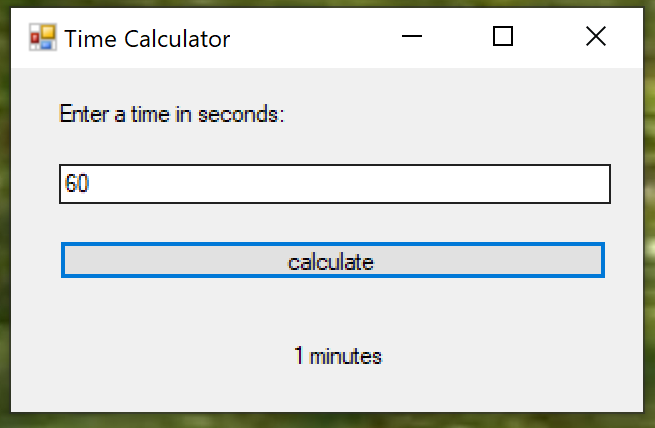 Time Calculator
Enter a time in seconds:
60
calculate
1 minutes